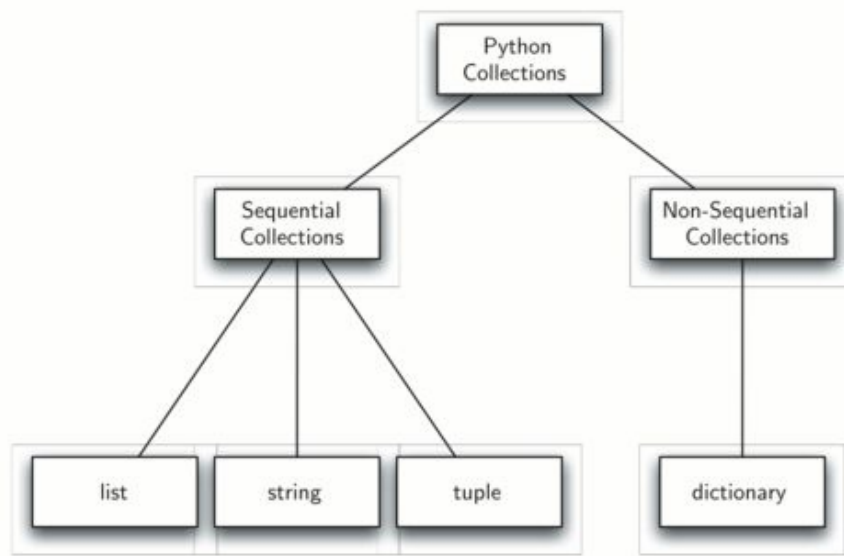 Python
Collections
Sequential
Collections
Non-Sequential
Collections
list
string
tuple
dictionary